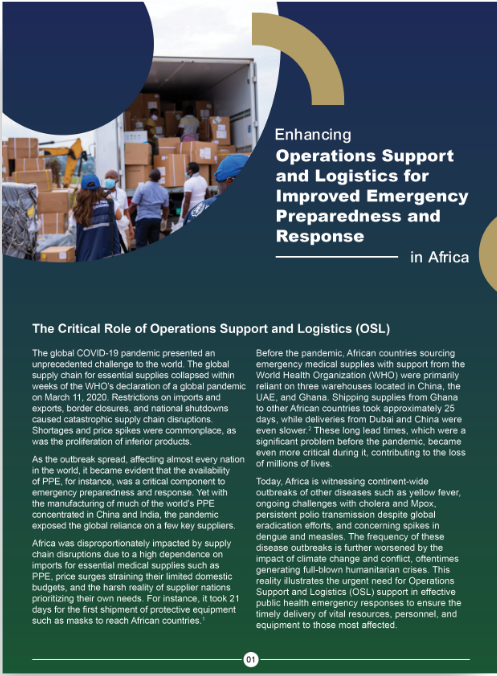 Enhancing
Operations Support
and Logistics for
Improved Emergency
Preparedness and
Response
in Africa
The Critical Role of Operations Support and Logistics (OSL)
The global COVID-19 pandemic presented an
unprecedented challenge to the world. The global
supply chain for essential supplies collapsed within
weeks of the WHO's declaration of a global pandemic
on March 11, 2020. Restrictions on imports and
exports, border closures, and national shutdowns
caused catastrophic supply chain disruptions.
Shortages and price spikes were commonplace, as
was the proliferation of inferior products.
As the outbreak spread, affecting almost every nation
in the world, it became evident that the availability
of PPE, for instance, was a critical component to
emergency preparedness and response. Yet with
the manufacturing of much of the world's PPE
concentrated in China and India, the pandemic
exposed the global reliance on a few key suppliers.
Africa was disproportionately impacted by supply
chain disruptions due to a high dependence on
imports for essential medical supplies such as
PPE, price surges straining their limited domestic
budgets, and the harsh reality of supplier nations
prioritizing their own needs. For instance, it took 21
days for the first shipment of protective equipment
such as masks to reach African countries.¹
Before the pandemic, African countries sourcing
emergency medical supplies with support from the
World Health Organization (WHO) were primarily
reliant on three warehouses located in China, the
UAE, and Ghana. Shipping supplies from Ghana
to other African countries took approximately 25
days, while deliveries from Dubai and China were
even slower.² These long lead times, which were a
significant problem before the pandemic, became
even more critical during it, contributing to the loss
of millions of lives.
Today, Africa is witnessing continent-wide
outbreaks of other diseases such as yellow fever,
ongoing challenges with cholera and Mpox,
persistent polio transmission despite global
eradication efforts, and concerning spikes in
dengue and measles. The frequency of these
disease outbreaks is further worsened by the
impact of climate change and conflict, oftentimes
generating full-blown humanitarian crises. This
reality illustrates the urgent need for Operations
Support and Logistics (OSL) support in effective
public health emergency responses to ensure the
timely delivery of vital resources, personnel, and
equipment to those most affected.
01